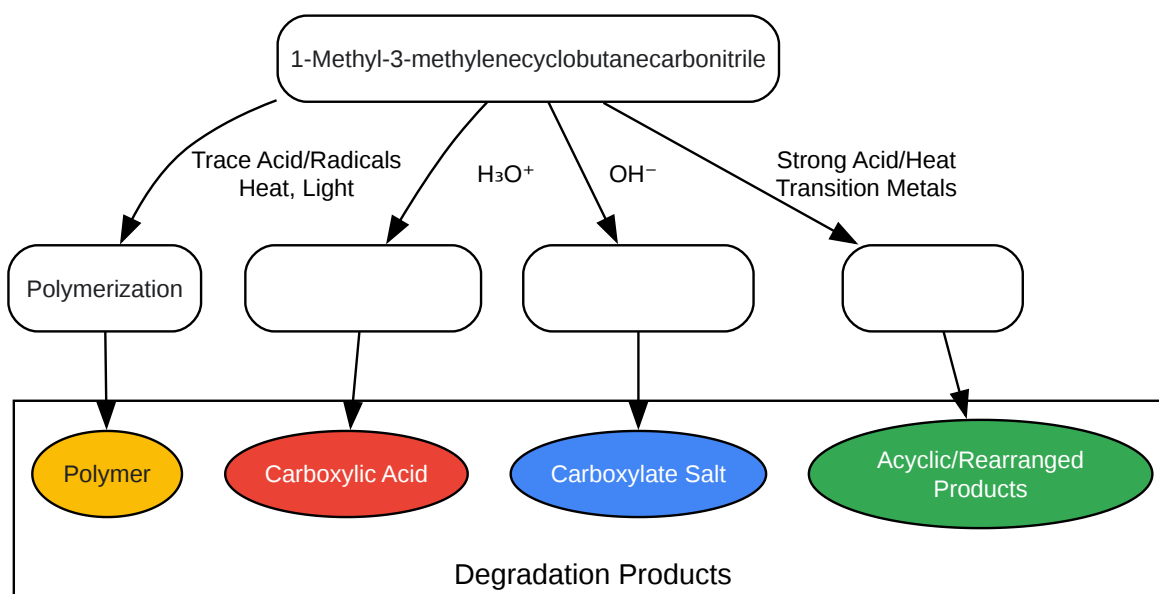 1-Methyl-3-methylenecyclobutanecarbonitrile
Trace Acid/Radicals
Heat, Light
H₃O⁺
OH⁻
Strong Acid/Heat
Transition Metals
Polymerization
Polymer
Carboxylic Acid
Carboxylate Salt
Acyclic/Rearranged
Products
Degradation Products